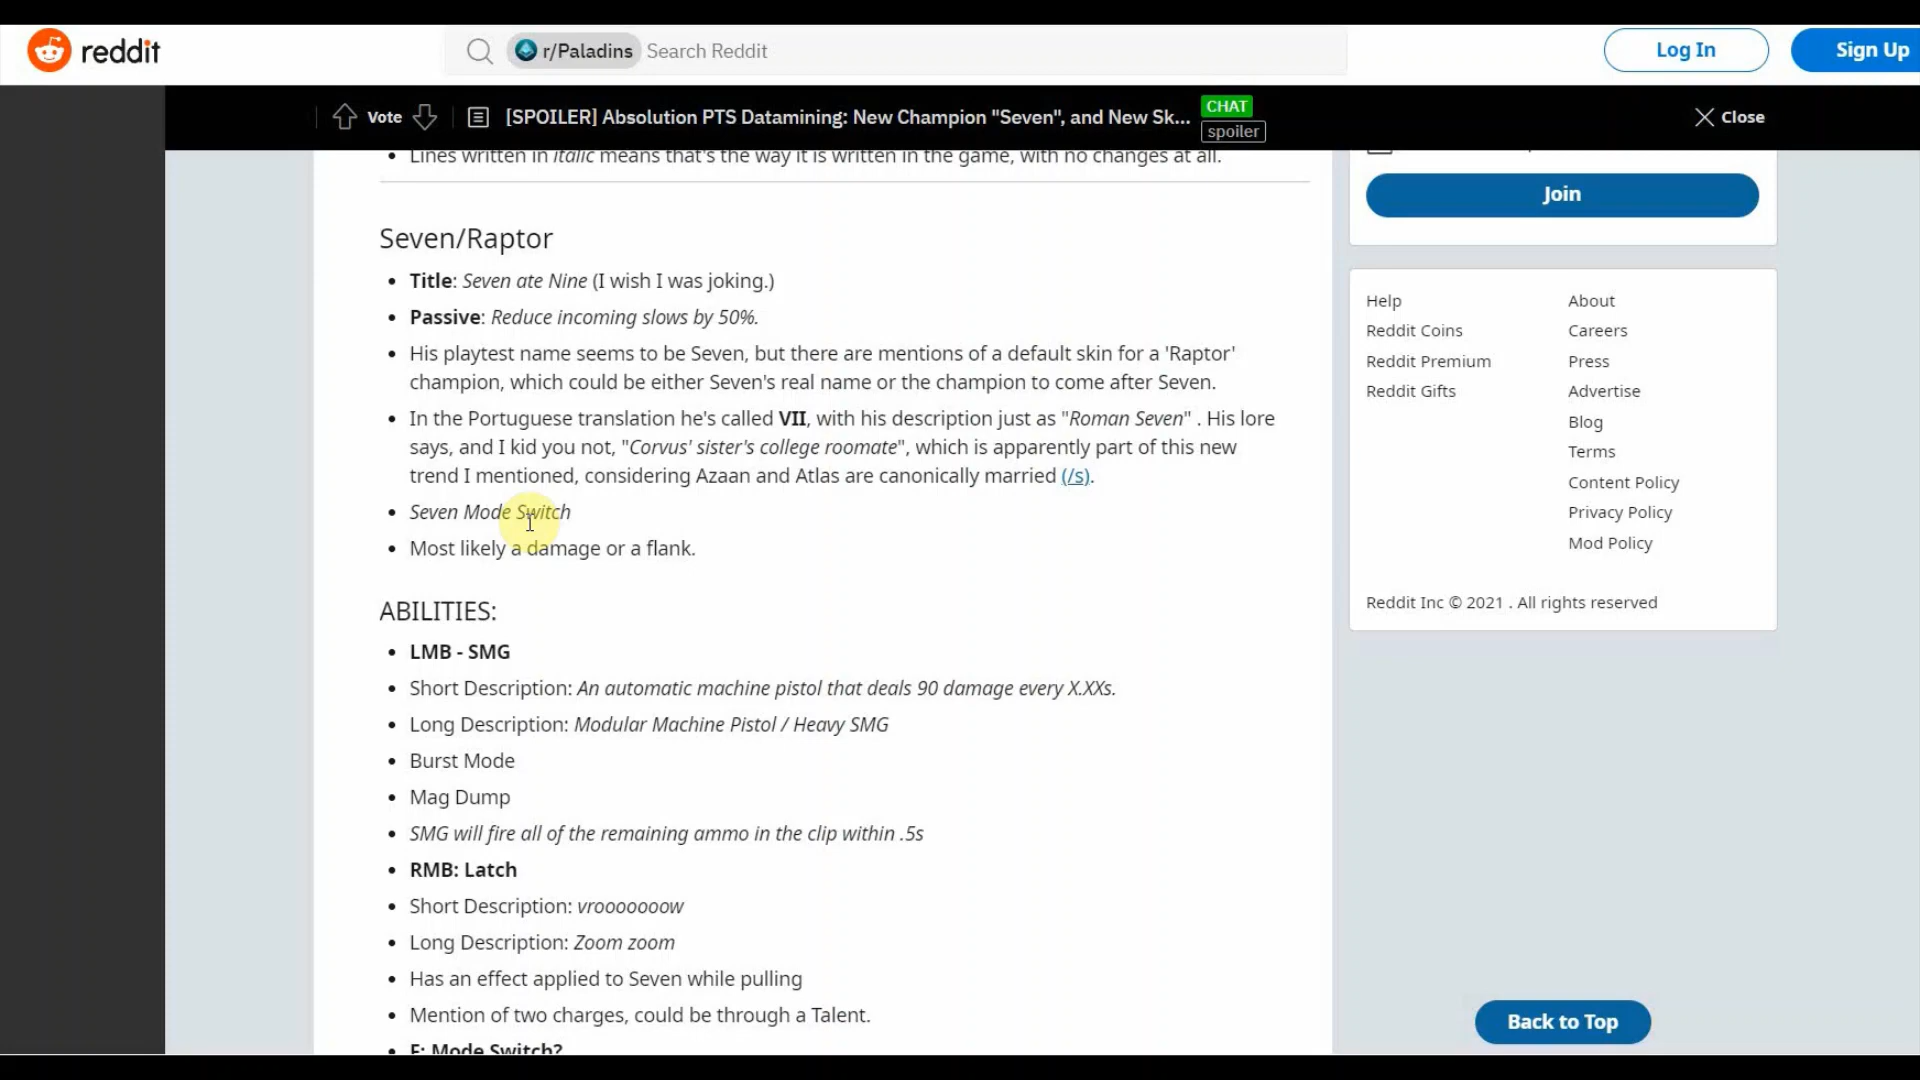 reddit
r/Paladins Search Reddit
Log In
Sign Up
Vote
[SPOILER] Absolution PTS Datamining: New Champion "Seven", and New Sk...
CHAT
spoiler
Close
• Lines written in italic means that's the way it is written in the game, with no changes at all.
Join
Seven/Raptor
• Title: Seven ate Nine (I wish I was joking.)
• Passive: Reduce incoming slows by 50%.
• His playtest name seems to be Seven, but there are mentions of a default skin for a 'Raptor'
champion, which could be either Seven's real name or the champion to come after Seven.
• In the Portuguese translation he's called VII, with his description just as "Roman Seven" . His lore
says, and I kid you not, "Corvus' sister's college roomate", which is apparently part of this new
trend I mentioned, considering Azaan and Atlas are canonically married (/s).
• Seven Mode Switch
• Most likely a damage or a flank.
ABILITIES:
• LMB - SMG
• Short Description: An automatic machine pistol that deals 90 damage every X.XXs.
• Long Description: Modular Machine Pistol / Heavy SMG
• Burst Mode
• Mag Dump
• SMG will fire all of the remaining ammo in the clip within .5s
• RMB: Latch
• Short Description: vrooooooow
• Long Description: Zoom zoom
• Has an effect applied to Seven while pulling
• Mention of two charges, could be through a Talent.
• F: Mode Switch?
Help
Reddit Coins
Reddit Premium
Reddit Gifts
About
Careers
Press
Advertise
Blog
Terms
Content Policy
Privacy Policy
Mod Policy
Reddit Inc © 2021 . All rights reserved
Back to Top